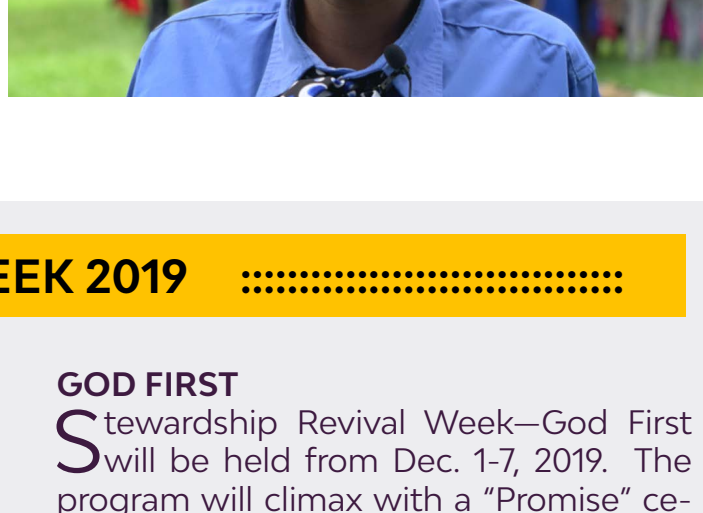 EEK 2019
GOD FIRST
Stewardship Revival Week—God First
will be held from Dec. 1-7, 2019. The
program will climax with a "Promise" ce-